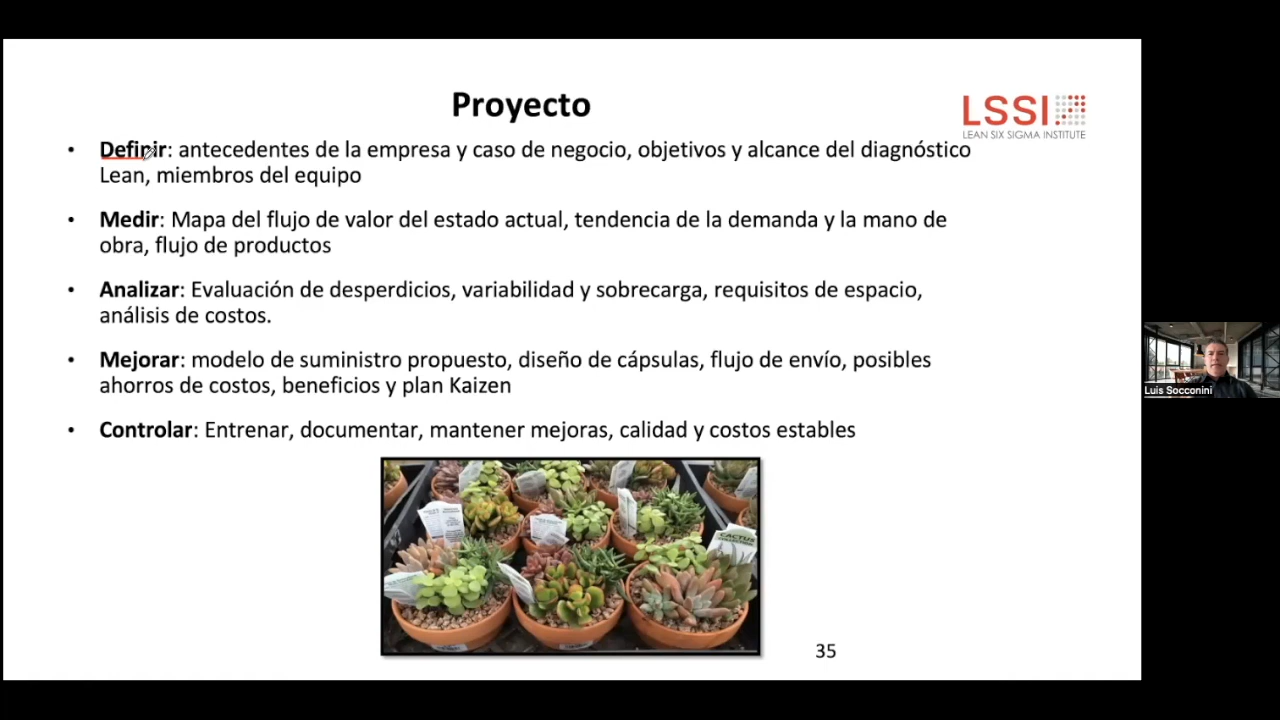 Proyecto
LSSI
LEAN SIX SIGMA INSTITUTE
• Definir: antecedentes de la empresa y caso de negocio, objetivos y alcance del diagnóstico
Lean, miembros del equipo
• Medir: Mapa del flujo de valor del estado actual, tendencia de la demanda y la mano de
obra, flujo de productos
• Analizar: Evaluación de desperdicios, variabilidad y sobrecarga, requisitos de espacio,
análisis de costos.
• Mejorar: modelo de suministro propuesto, diseño de cápsulas, flujo de envío, posibles
ahorros de costos, beneficios y plan Kaizen
• Controlar: Entrenar, documentar, mantener mejoras, calidad y costos estables
Luis Socconini
CACTUS
35